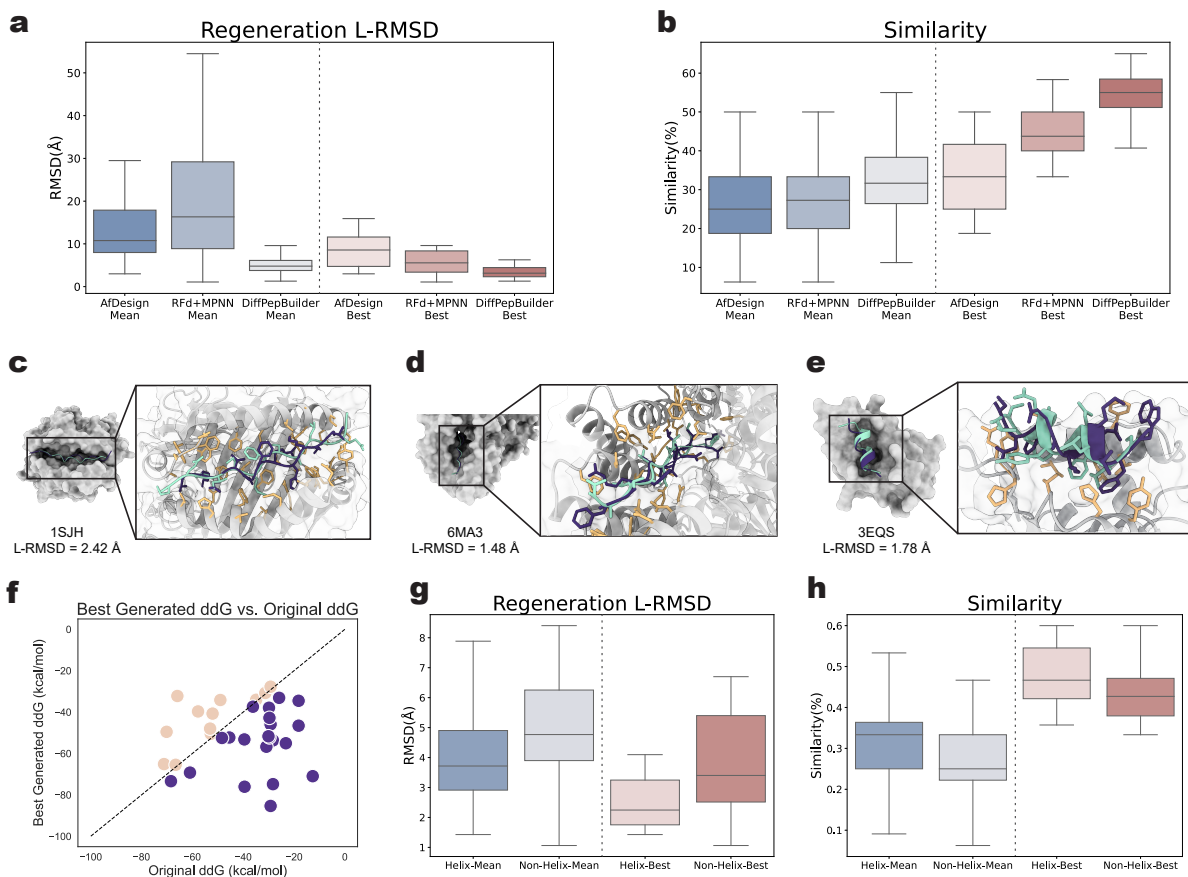 a
Regeneration L-RMSD
RMSD(Å)
50
40
30
20
10
0
AfDesign
Mean
RFd+MPNN
Mean
DiffPepBuilder
Mean
AfDesign
Best
RFd+MPNN
Best
DiffPepBuilder
Best
b
Similarity
Similarity(%)
60
50
40
30
20
10
AfDesign
Mean
RFd+MPNN
Mean
DiffPepBuilder
Mean
AfDesign
Best
RFd+MPNN
Best
DiffPepBuilder
Best
c
1SJH
L-RMSD = 2.42 Å
d
6MA3
L-RMSD = 1.48 Å
e
3EQS
L-RMSD = 1.78 Å
f
Best Generated ddG vs. Original ddG
Best Generated ddG (kcal/mol)
0
−20
−40
−60
−80
−100
−100
−80
−60
−40
−20
0
Original ddG (kcal/mol)
g
Regeneration L-RMSD
RMSD(Å)
8
7
6
5
4
3
2
1
Helix-Mean
Non-Helix-Mean
Helix-Best
Non-Helix-Best
h
Similarity
Similarity(%)
0.6
0.5
0.4
0.3
0.2
0.1
Helix-Mean
Non-Helix-Mean
Helix-Best
Non-Helix-Best